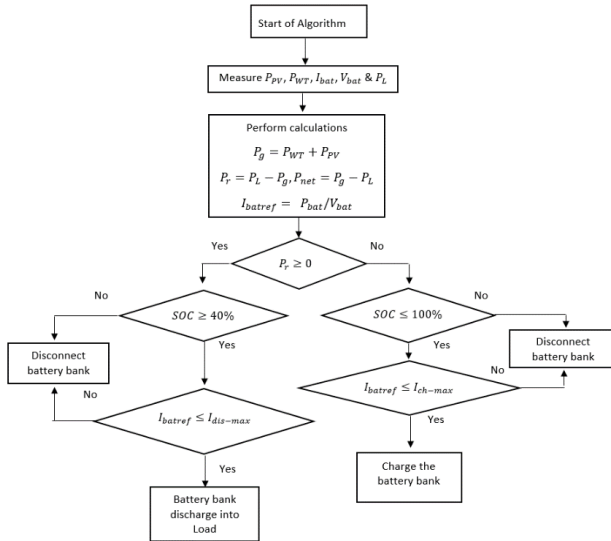 Start of Algorithm
Measure P_PV, P_WT, I_bat, V_bat & P_L
Perform calculations
P_g = P_WT + P_PV
P_r = P_L − P_g, P_net = P_g − P_L
I_batref = P_bat/V_bat
Yes
No
P_r ≥ 0
No
No
SOC ≥ 40%
SOC ≤ 100%
Disconnect
battery bank
Yes
Yes
Disconnect
battery bank
No
I_batref ≤ I_dis−max
I_batref ≤ I_ch−max
No
Yes
Yes
Battery bank
discharge into
Load
Charge the
battery bank